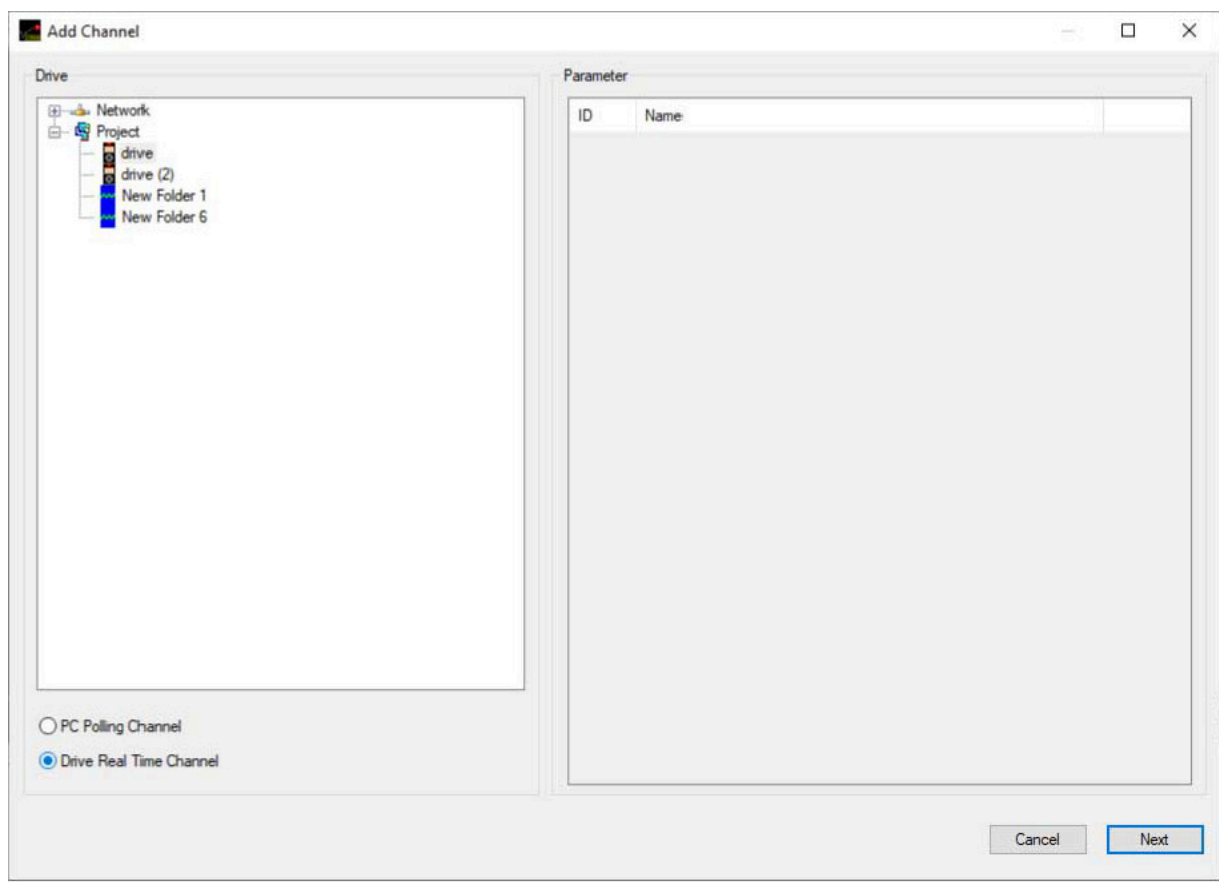 Add Channel
Drive
Network
Project
drive
drive (2)
New Folder 1
New Folder 6
PC Polling Channel
Drive Real Time Channel
Parameter
ID Name
Cancel Next